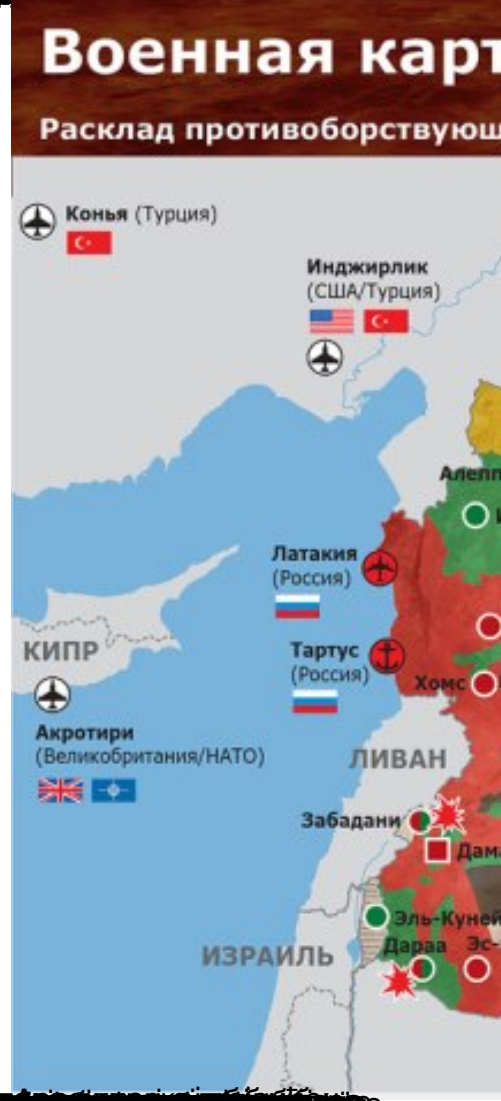 Военная карт
Расклад противоборствующ
Конья (Турция)
Инджирлик
(США/Турция)
Алепп
Латакия
(Россия)
Тартус
(Россия)
КИПР
Хомс
Акротири
(Великобритания/НАТО)
ЛИВАН
Забадани
Дама
Эль-Куней
ИЗРАИЛЬ
Дараа
Эс-